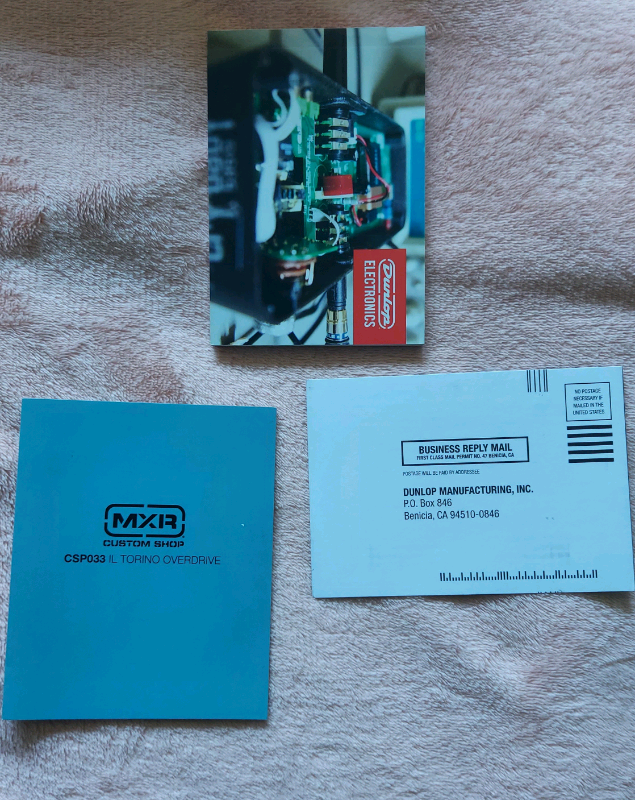 Dunlop
ELECTRONICS
MXR
CUSTOM SHOP
CSP033 IL TORINO OVERDRIVE
NO POSTAGE
NECESSARY IF
MAILED IN THE
UNITED STATES
BUSINESS REPLY MAIL
FIRST CLASS MAIL PERMIT NO. 47 BENICIA, CA
POSTAGE WILL BE PAID BY ADDRESSEE
DUNLOP MANUFACTURING, INC.
P.O. Box 846
Benicia, CA 94510-0846